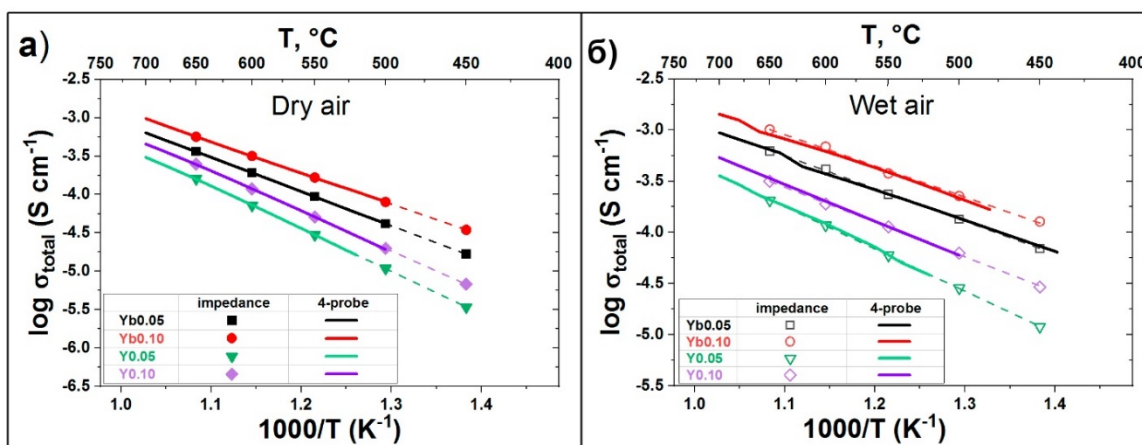 а)
T, °C
750 700 650 600 550 500 450 400
-2.5
-3.0
-3.5
-4.0
-4.5
-5.0
-5.5
-6.0
-6.5
log σtotal (S cm⁻¹)
Dry air
impedance 4-probe
Yb0.05
Yb0.10
Y0.05
Y0.10
1.0 1.1 1.2 1.3 1.4
1000/T (K⁻¹)
б)
T, °C
750 700 650 600 550 500 450 400
-2.5
-3.0
-3.5
-4.0
-4.5
-5.0
-5.5
log σtotal (S cm⁻¹)
Wet air
impedance 4-probe
Yb0.05
Yb0.10
Y0.05
Y0.10
1.0 1.1 1.2 1.3 1.4
1000/T (K⁻¹)